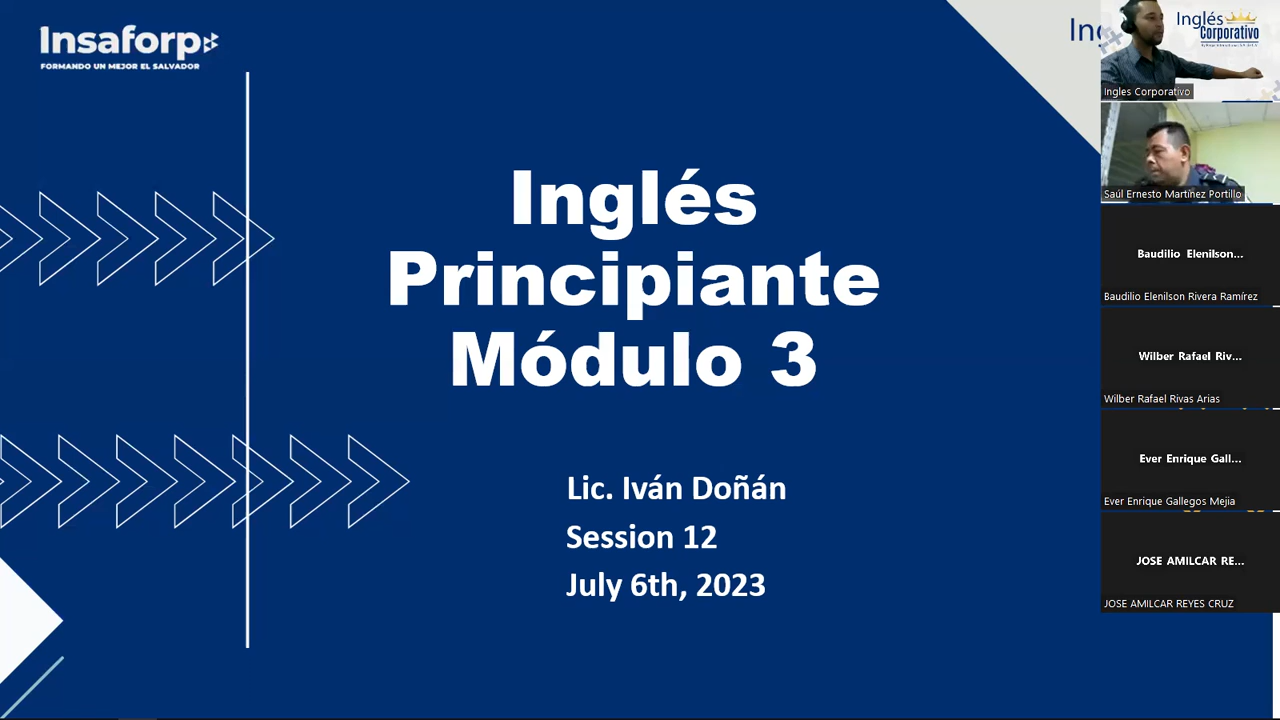 Insaforp
FORMANDO UN MEJOR EL SALVADOR
Inglés
Principiante
Módulo 3
Lic. Iván Doñán
Session 12
July 6th, 2023
Inglés
Corporativo
Ingles Corporativo
Saúl Ernesto Martínez Portillo
Baudilio Elenilson...
Baudilio Elenilson Rivera Ramírez
Wilber Rafael Riv...
Wilber Rafael Rivas Arias
Ever Enrique Gall...
Ever Enrique Gallegos Mejia
JOSE AMILCAR RE...
JOSE AMILCAR REYES CRUZ